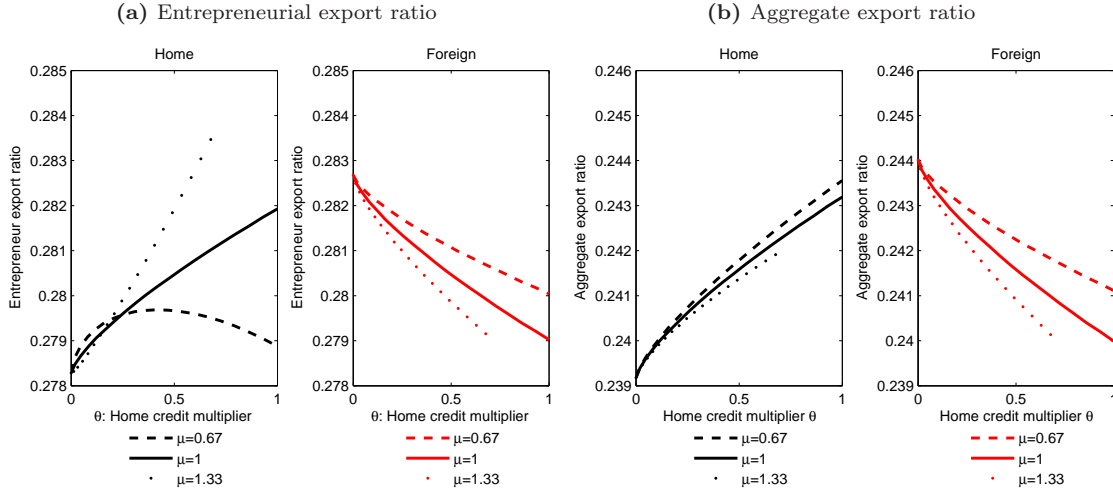 (a) Entrepreneurial export ratio
Home
Entrepreneur export ratio
0.285
0.284
0.283
0.282
0.281
0.28
0.279
0.278
0
0.5
1
θ: Home credit multiplier
μ=0.67
μ=1
μ=1.33
Foreign
Entrepreneur export ratio
0.285
0.284
0.283
0.282
0.281
0.28
0.279
0.278
0
0.5
1
θ: Home credit multiplier
μ=0.67
μ=1
μ=1.33
(b) Aggregate export ratio
Home
Aggregate export ratio
0.246
0.245
0.244
0.243
0.242
0.241
0.24
0.239
0
0.5
1
Home credit multiplier θ
μ=0.67
μ=1
μ=1.33
Foreign
Aggregate export ratio
0.246
0.245
0.244
0.243
0.242
0.241
0.24
0.239
0
0.5
1
Home credit multiplier θ
μ=0.67
μ=1
μ=1.33